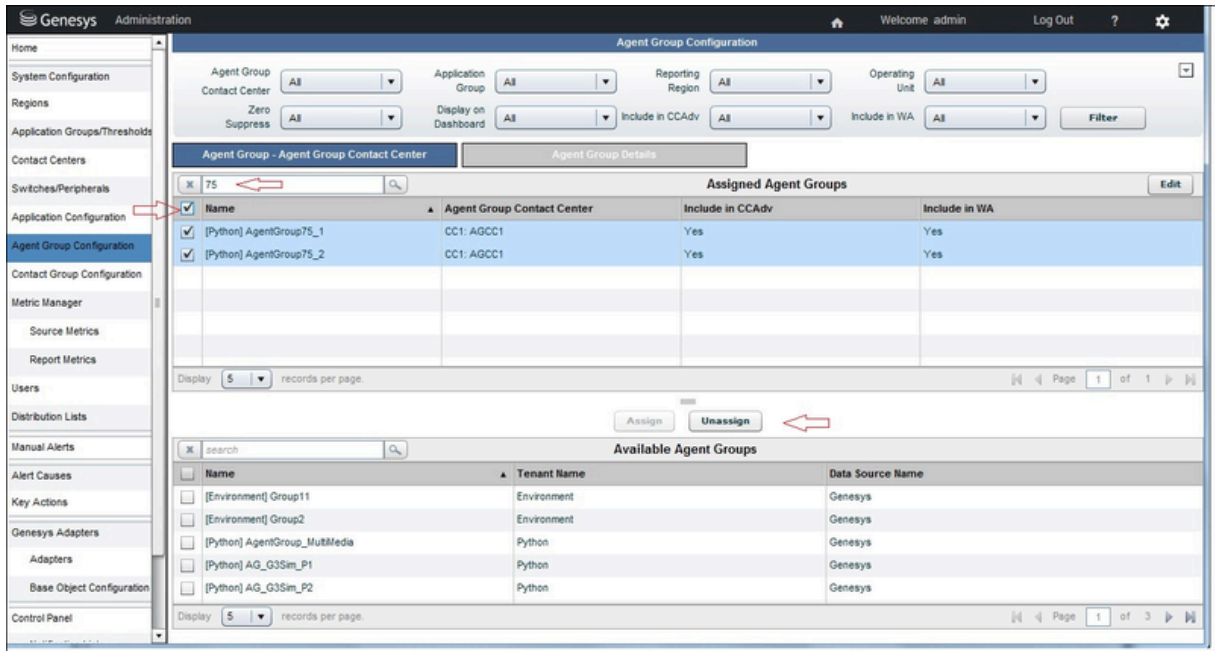 Genesys Administration Welcome admin Log Out ?
Home
System Configuration
Regions
Application Groups/Thresholds
Contact Centers
Switches/Peripherals
Application Configuration
Agent Group Configuration
Contact Group Configuration
Metric Manager
Source Metrics
Report Metrics
Users
Distribution Lists
Manual Alerts
Alert Causes
Key Actions
Genesys Adapters
Adapters
Base Object Configuration
Control Panel
Agent Group Configuration
Agent Group Contact Center All Application Group All Reporting Region All Operating Unit All
Zero Suppress All Display on Dashboard All Include in CCAdv All Include in WA All Filter
Agent Group - Agent Group Contact Center Agent Group Details
x 75 Assigned Agent Groups Edit
Name Agent Group Contact Center Include in CCAdv Include in WA
[Python] AgentGroup75_1 CC1: AGCC1 Yes Yes
[Python] AgentGroup75_2 CC1: AGCC1 Yes Yes
Display 5 records per page. Page 1 of 1
Assign Unassign
x search Available Agent Groups
Name Tenant Name Data Source Name
[Environment] Group11 Environment Genesys
[Environment] Group2 Environment Genesys
[Python] AgentGroup_MultiMedia Python Genesys
[Python] AG_G3Sim_P1 Python Genesys
[Python] AG_G3Sim_P2 Python Genesys
Display 5 records per page. Page 1 of 3